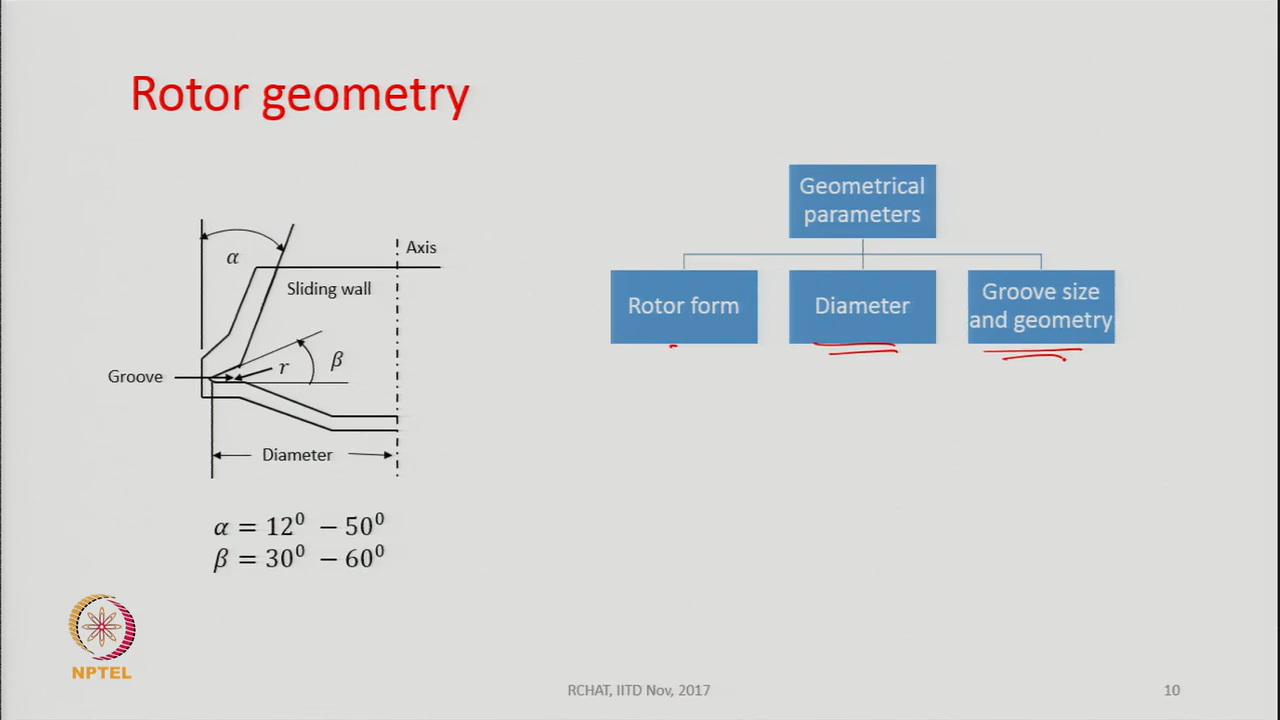 Rotor geometry
α
Axis
Sliding wall
Groove
r
β
Diameter
α = 12⁰ − 50⁰
β = 30⁰ − 60⁰
Geometrical
parameters
Rotor form
Diameter
Groove size
and geometry
NPTEL
RCHAT, IITD Nov, 2017
10